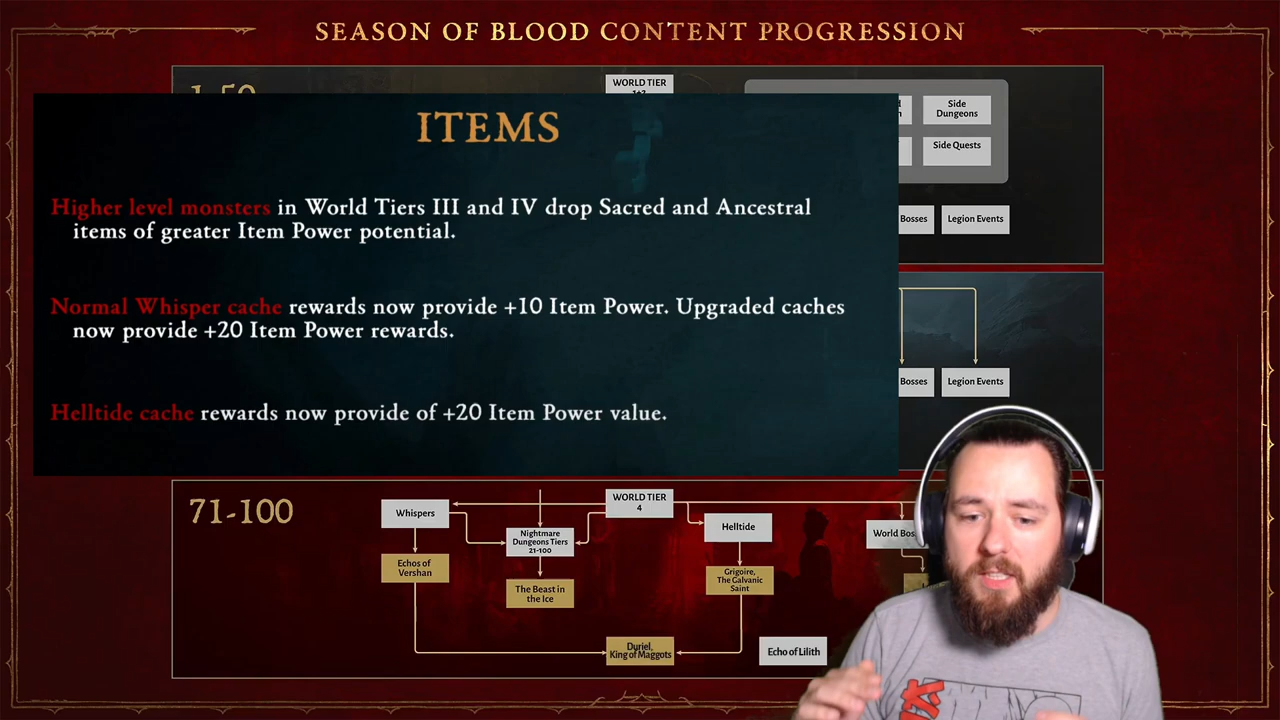 SEASON OF BLOOD CONTENT PROGRESSION
1-50
WORLD TIER
Side
Dungeons
Side Quests
Bosses
Legion Events
ITEMS
Higher level monsters in World Tiers III and IV drop Sacred and Ancestral
items of greater Item Power potential.
Normal Whisper cache rewards now provide +10 Item Power. Upgraded caches
now provide +20 Item Power rewards.
Helltide cache rewards now provide of +20 Item Power value.
Bosses
Legion Events
71-100
WORLD TIER
4
Whispers
Nightmare
Dungeons Tiers
21-100
Helltide
World Bos
Echos of
Vershan
The Beast in
the Ice
Grigoire,
The Galvanic
Saint
Duriel,
King of Maggots
Echo of Lilith